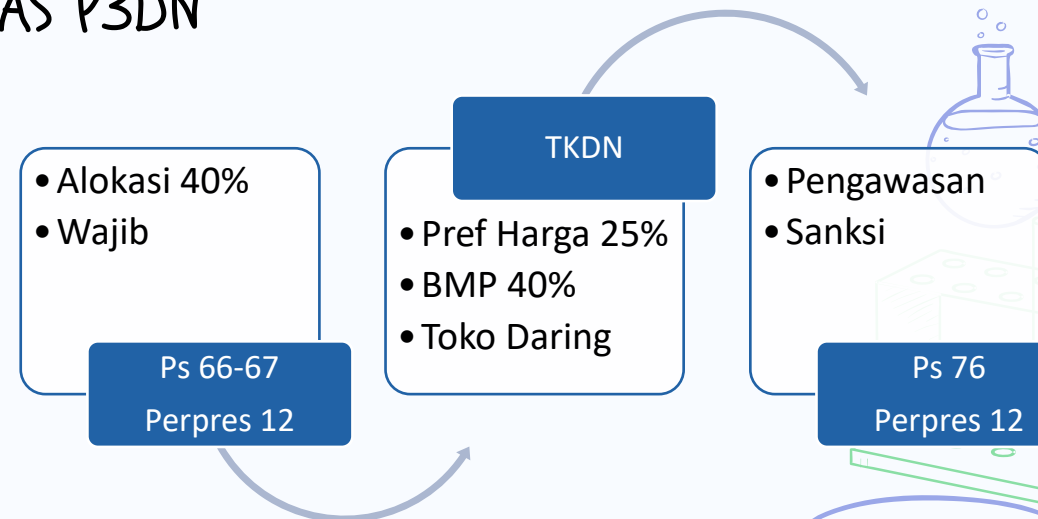 AS P3DN
• Alokasi 40%
• Wajib
Ps 66-67
Perpres 12
TKDN
• Pref Harga 25%
• BMP 40%
• Toko Daring
• Pengawasan
• Sanksi
Ps 76
Perpres 12